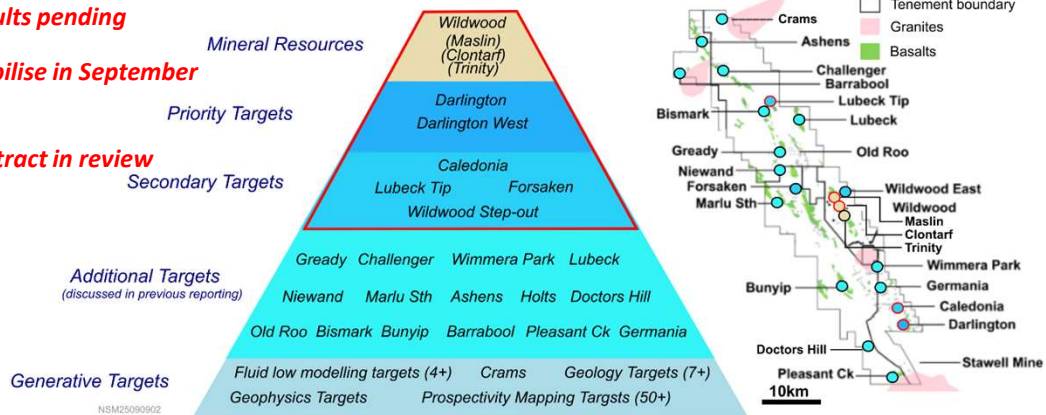 ults pending
bilise in September
tract in review
Mineral Resources
Wildwood
(Maslin)
(Clontarf)
(Trinity)
Priority Targets
Darlington
Darlington West
Secondary Targets
Caledonia
Lubeck Tip Forsaken
Wildwood Step-out
Additional Targets
(discussed in previous reporting)
Gready Challenger Wimmera Park Lubeck
Niewand Marlu Sth Ashens Holts Doctors Hill
Old Roo Bismark Bunyip Barrabool Pleasant Ck Germania
Generative Targets
Fluid low modelling targets (4+) Crams Geology Targets (7+)
Geophysics Targets Prospectivity Mapping Targsts (50+)
NSM25090902
Tenement boundary
Granites
Basalts
Crams
Ashens
Challenger
Barrabool
Lubeck Tip
Bismark
Lubeck
Gready
Old Roo
Niewand
Forsaken
Wildwood East
Marlu Sth
Wildwood
Maslin
Clontarf
Trinity
Wimmera Park
Bunyip
Germania
Caledonia
Darlington
Doctors Hill
Stawell Mine
Pleasant Ck
10km